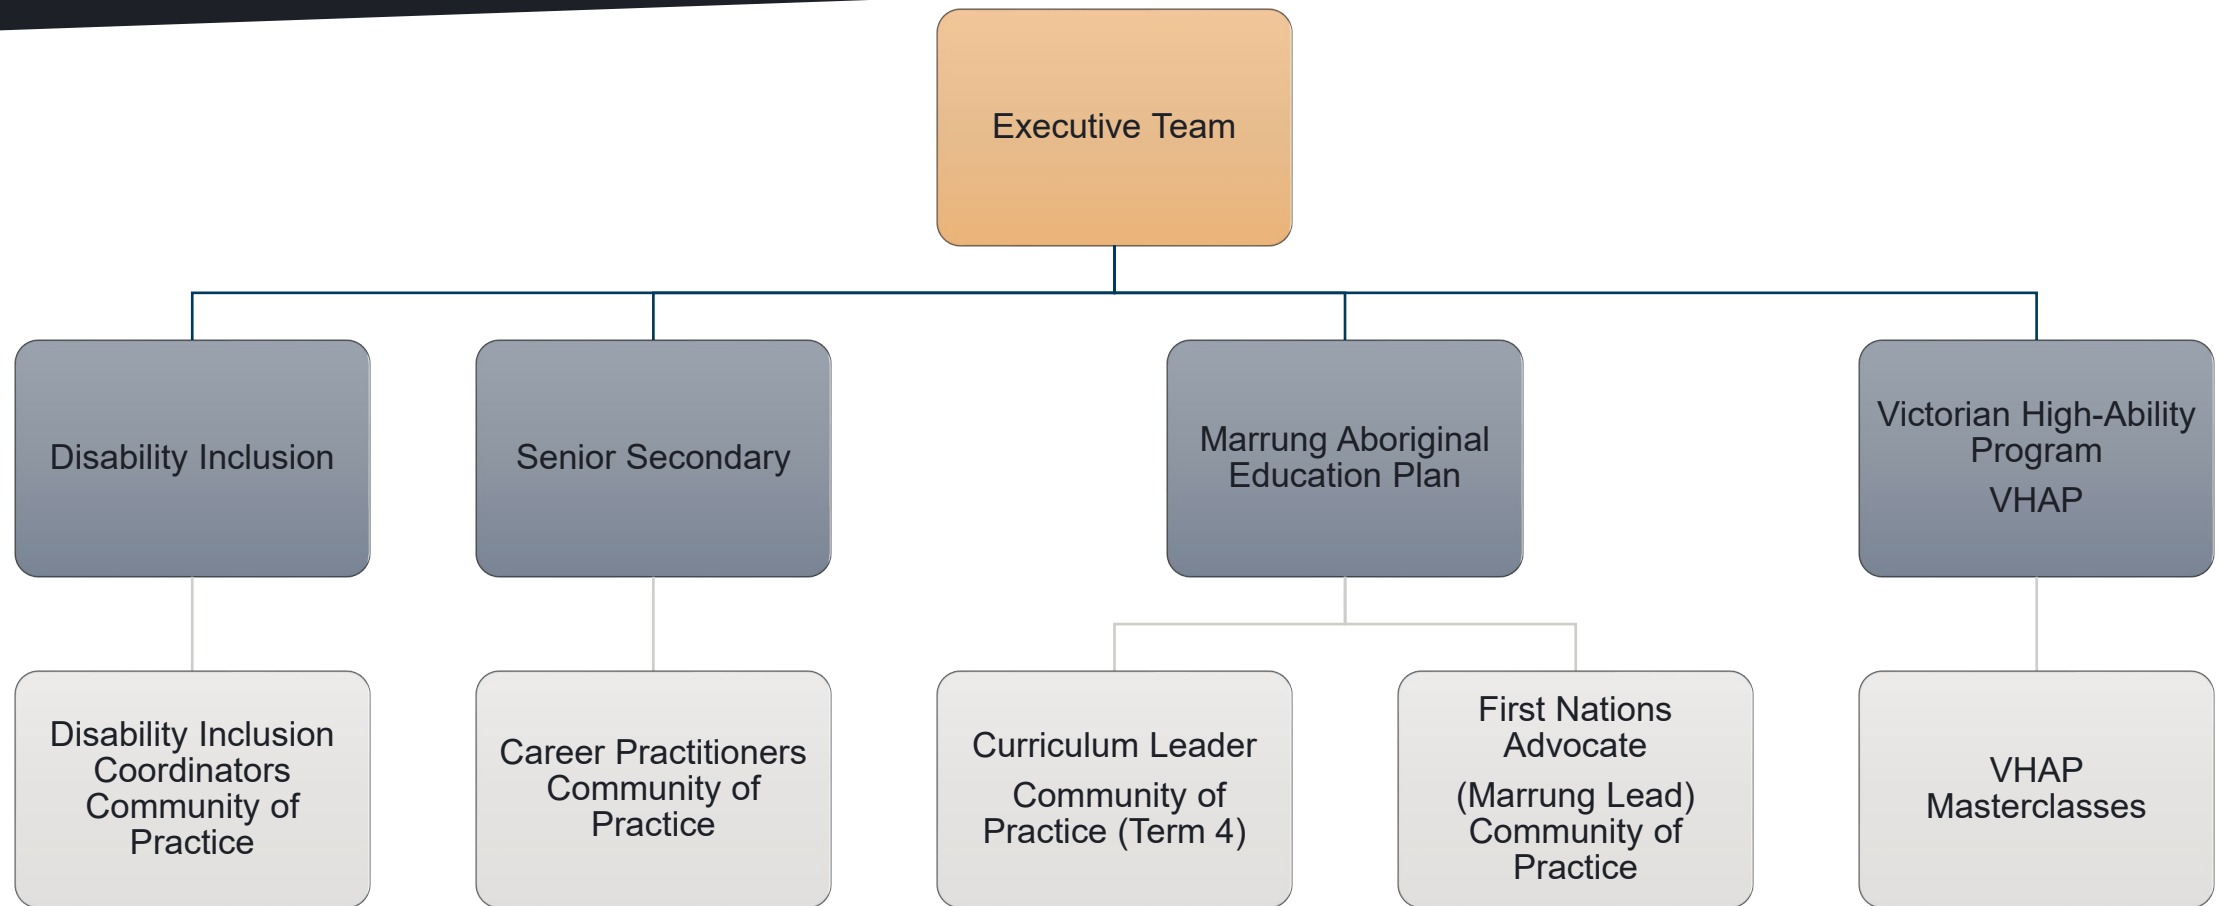 Executive Team
Disability Inclusion
Senior Secondary
Marrung Aboriginal
Education Plan
Victorian High-Ability
Program
VHAP
Disability Inclusion
Coordinators
Community of
Practice
Career Practitioners
Community of
Practice
Curriculum Leader
Community of
Practice (Term 4)
First Nations
Advocate
(Marrung Lead)
Community of
Practice
VHAP
Masterclasses